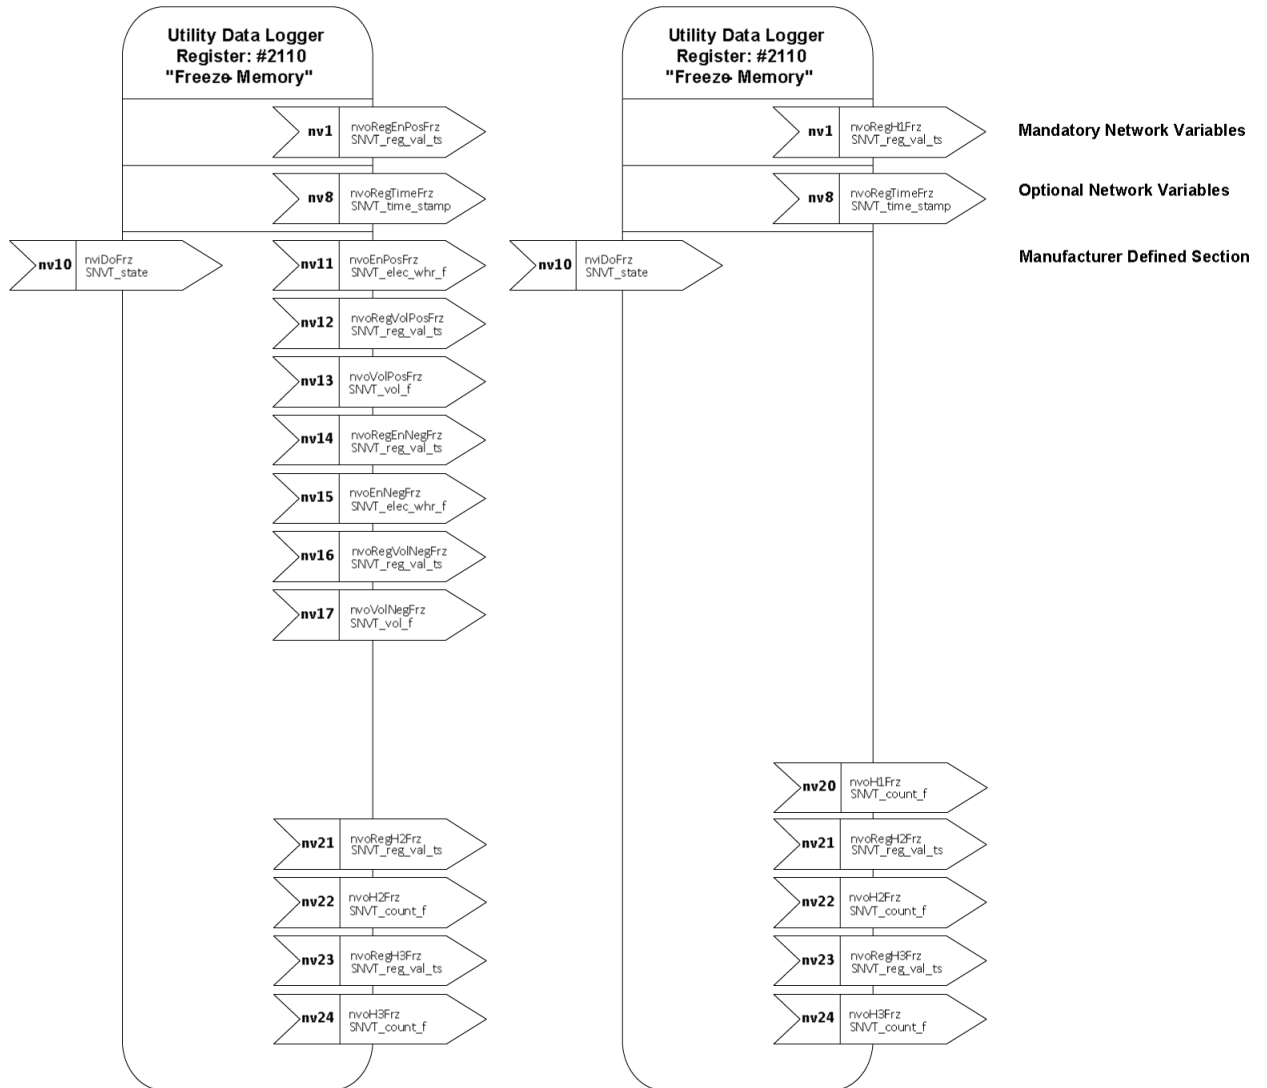 Utility Data Logger
Register: #2110
"Freeze- Memory"
nv1
nvoRegEnPosFrz
SNVT_reg_val_ts
nv8
nvoRegTimeFrz
SNVT_time_stamp
nv10
nviDoFrz
SNVT_state
nv11
nvoEnPosFrz
SNVT_elec_whr_f
nv12
nvoRegVolPosFrz
SNVT_reg_val_ts
nv13
nvoVolPosFrz
SNVT_vol_f
nv14
nvoRegEnNegFrz
SNVT_reg_val_ts
nv15
nvoEnNegFrz
SNVT_elec_whr_f
nv16
nvoRegVolNegFrz
SNVT_reg_val_ts
nv17
nvoVolNegFrz
SNVT_vol_f
nv21
nvoRegH2Frz
SNVT_reg_val_ts
nv22
nvoH2Frz
SNVT_count_f
nv23
nvoRegH3Frz
SNVT_reg_val_ts
nv24
nvoH3Frz
SNVT_count_f
Utility Data Logger
Register: #2110
"Freeze- Memory"
nv1
nvoRegH1Frz
SNVT_reg_val_ts
nv8
nvoRegTimeFrz
SNVT_time_stamp
nv10
nviDoFrz
SNVT_state
nv20
nvoH1Frz
SNVT_count_f
nv21
nvoRegH2Frz
SNVT_reg_val_ts
nv22
nvoH2Frz
SNVT_count_f
nv23
nvoRegH3Frz
SNVT_reg_val_ts
nv24
nvoH3Frz
SNVT_count_f
Mandatory Network Variables
Optional Network Variables
Manufacturer Defined Section